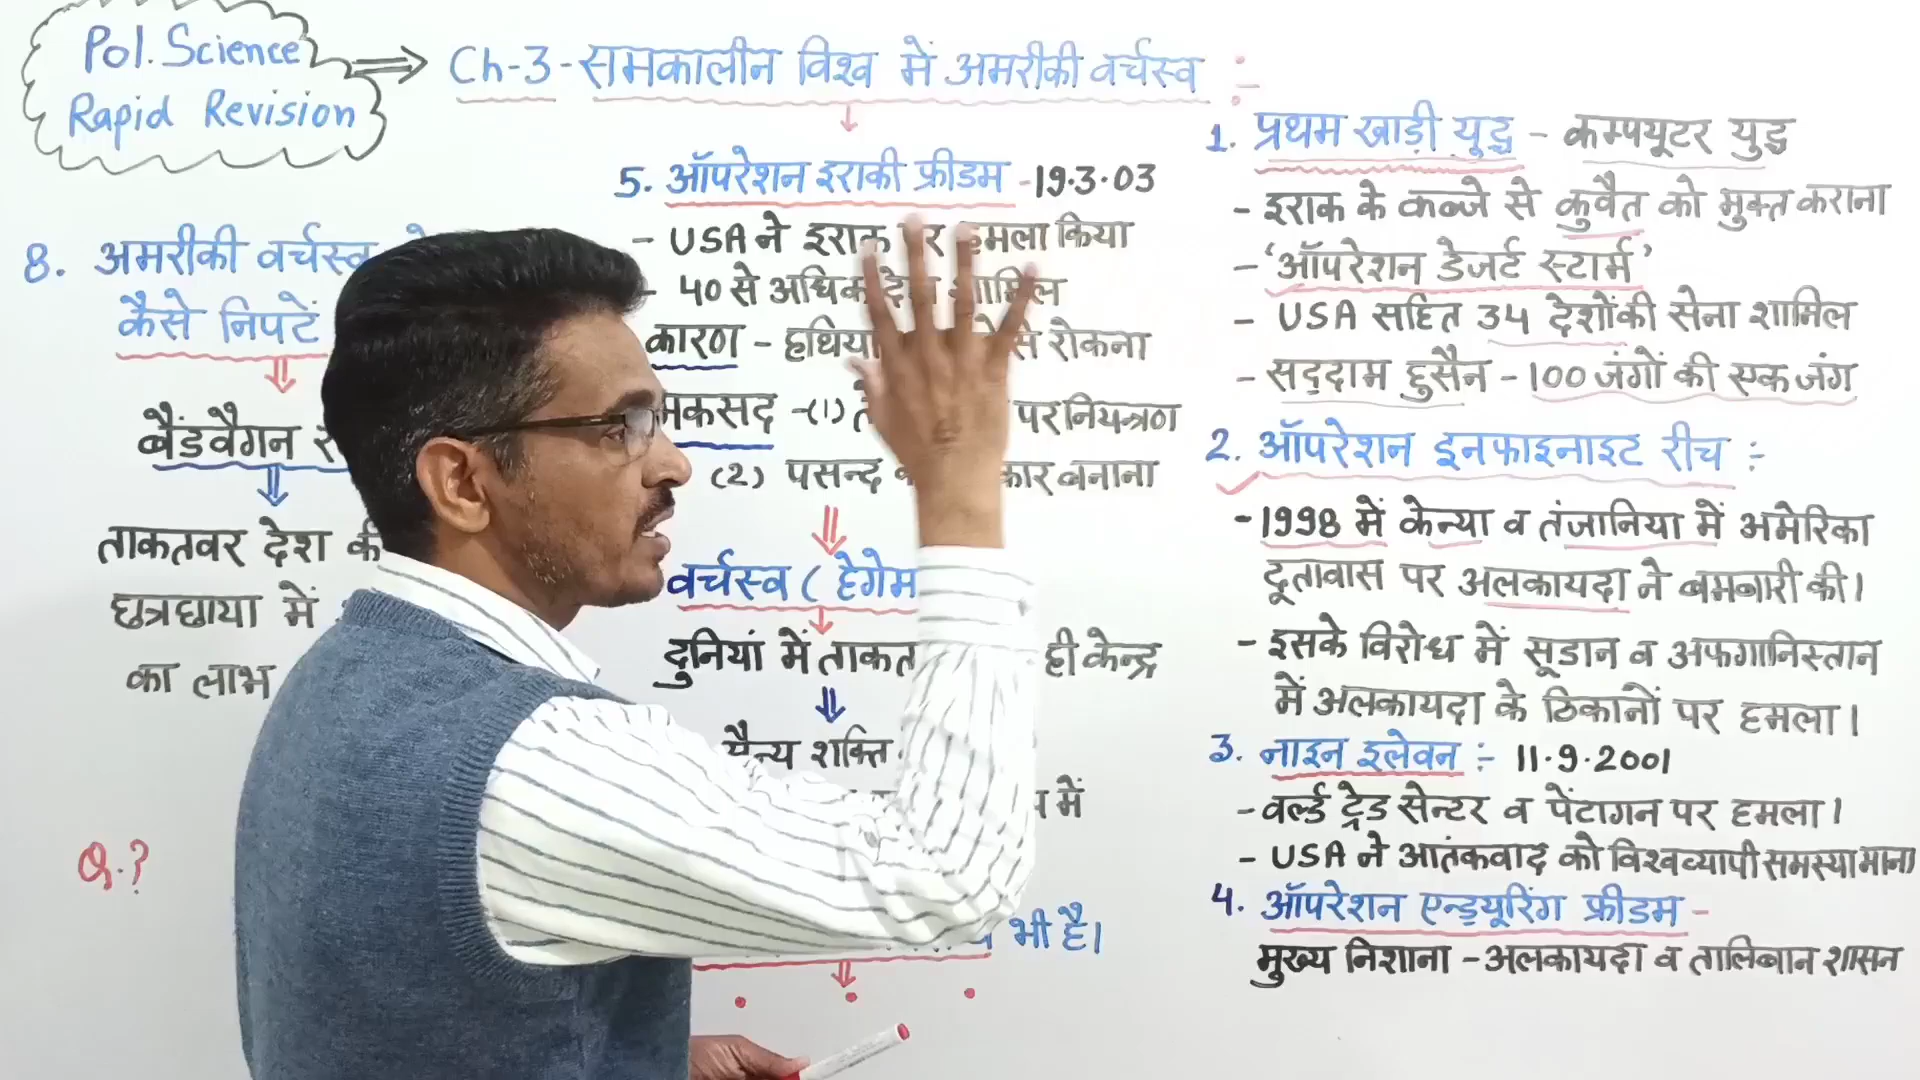 Pol. Science
Rapid Revision
Ch-3-समकालीन विश्व में अमरीकी वर्चस्व :-
8. अमरीकी वर्चस्व
कैसे निपटें
बैंडवैगन
ताकतवर देश की
छत्रछाया में
का लाभ
Q.?
5. ऑपरेशन इराकी फ्रीडम -19.3.03
- USA ने इराक पर हमला किया
- 40 से अधिक देश शामिल
कारण - से रोकना
मकसद -(1) पर नियन्त्रण
(2) पसन्द बनाना
वर्चस्व (
दुनियां में ताकत ही केन्द्र
सैन्य शक्ति
में
भी है।
1. प्रथम खाड़ी युद्ध - कम्पयूटर युद्ध
- इराक के कब्जे से कुवैत को मुक्त कराना
- 'ऑपरेशन डेजर्ट स्टार्म'
- USA सहित 34 देशों की सेना शामिल
- सद्दाम हुसैन - 100 जंगों की एक जंग
2. ऑपरेशन इनफाइनाइट रीच :-
- 1998 में केन्या व तंजानिया में अमेरिका
दूतावास पर अलकायदा ने बमबारी की।
- इसके विरोध में सूडान व अफगानिस्तान
में अलकायदा के ठिकानों पर हमला।
3. नाइन इलेवन :- 11.9.2001
- वर्ल्ड ट्रेड सेन्टर व पेंटागन पर हमला।
- USA ने आतंकवाद को विश्वव्यापी समस्या माना
4. ऑपरेशन एन्ड्यूरिंग फ्रीडम -
मुख्य निशाना - अलकायदा व तालिबान शासन